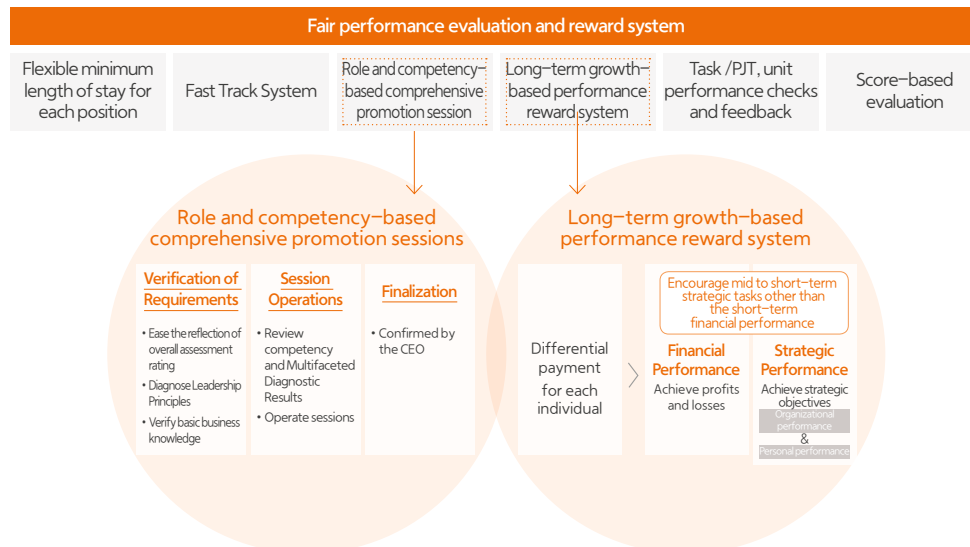 Fair performance evaluation and reward system
Flexible minimum
length of stay for
each position
Fast Track System
Role and competency-
based comprehensive
promotion session
Long-term growth-
based performance
reward system
Task /PJT, unit
performance checks
and feedback
Score-based
evaluation
Role and competency-based
comprehensive promotion sessions
Verification of
Requirements
• Ease the reflection of
overall assessment
rating
• Diagnose Leadership
Principles
• Verify basic business
knowledge
Session
Operations
• Review
competency
and Multifaceted
Diagnostic
Results
• Operate sessions
Finalization
• Confirmed by
the CEO
Long-term growth-based
performance reward system
Differential
payment
for each
individual
Encourage mid to short-term
strategic tasks other than
the short-term
financial performance
Financial
Performance
Achieve profits
and losses
Strategic
Performance
Achieve strategic
objectives
Organizational
performance
&
Personal performance